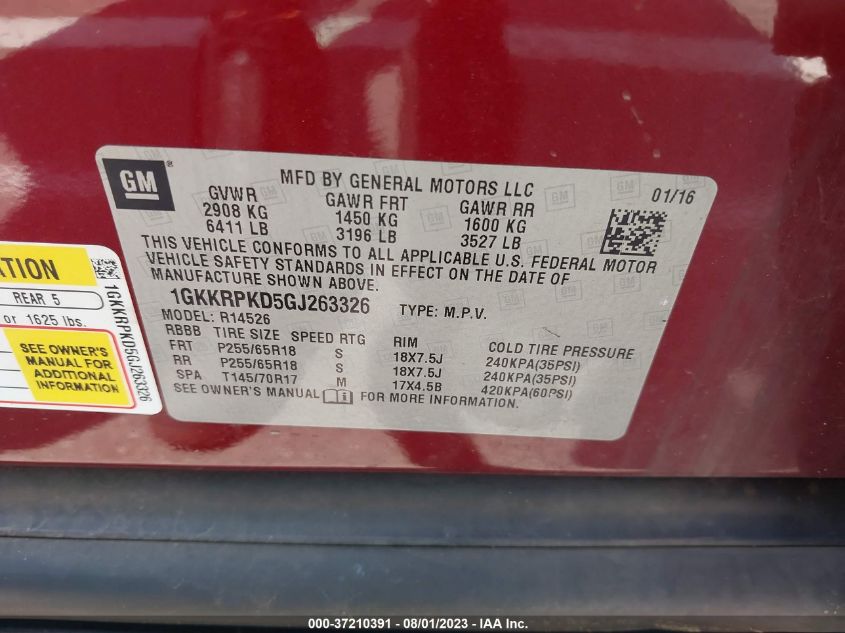 GM ®
MFD BY GENERAL MOTORS LLC
01/16
GVWR GAWR FRT GAWR RR
2908 KG 1450 KG 1600 KG
6411 LB 3196 LB 3527 LB
THIS VEHICLE CONFORMS TO ALL APPLICABLE U.S. FEDERAL MOTOR
VEHICLE SAFETY STANDARDS IN EFFECT ON THE DATE OF
MANUFACTURE SHOWN ABOVE.
1GKKRPKD5GJ263326 TYPE: M.P.V.
MODEL: R14526
RBBB TIRE SIZE SPEED RTG RIM COLD TIRE PRESSURE
FRT P255/65R18 S 18X7.5J 240KPA(35PSI)
RR P255/65R18 S 18X7.5J 240KPA(35PSI)
SPA T145/70R17 M 17X4.5B 420KPA(60PSI)
SEE OWNER'S MANUAL FOR MORE INFORMATION.
ATION
REAR 5
or 1625 lbs.
SEE OWNER'S
MANUAL FOR
ADDITIONAL
INFORMATION
1GKKRPKD5GJ263326
000-37210391 - 08/01/2023 - IAA Inc.